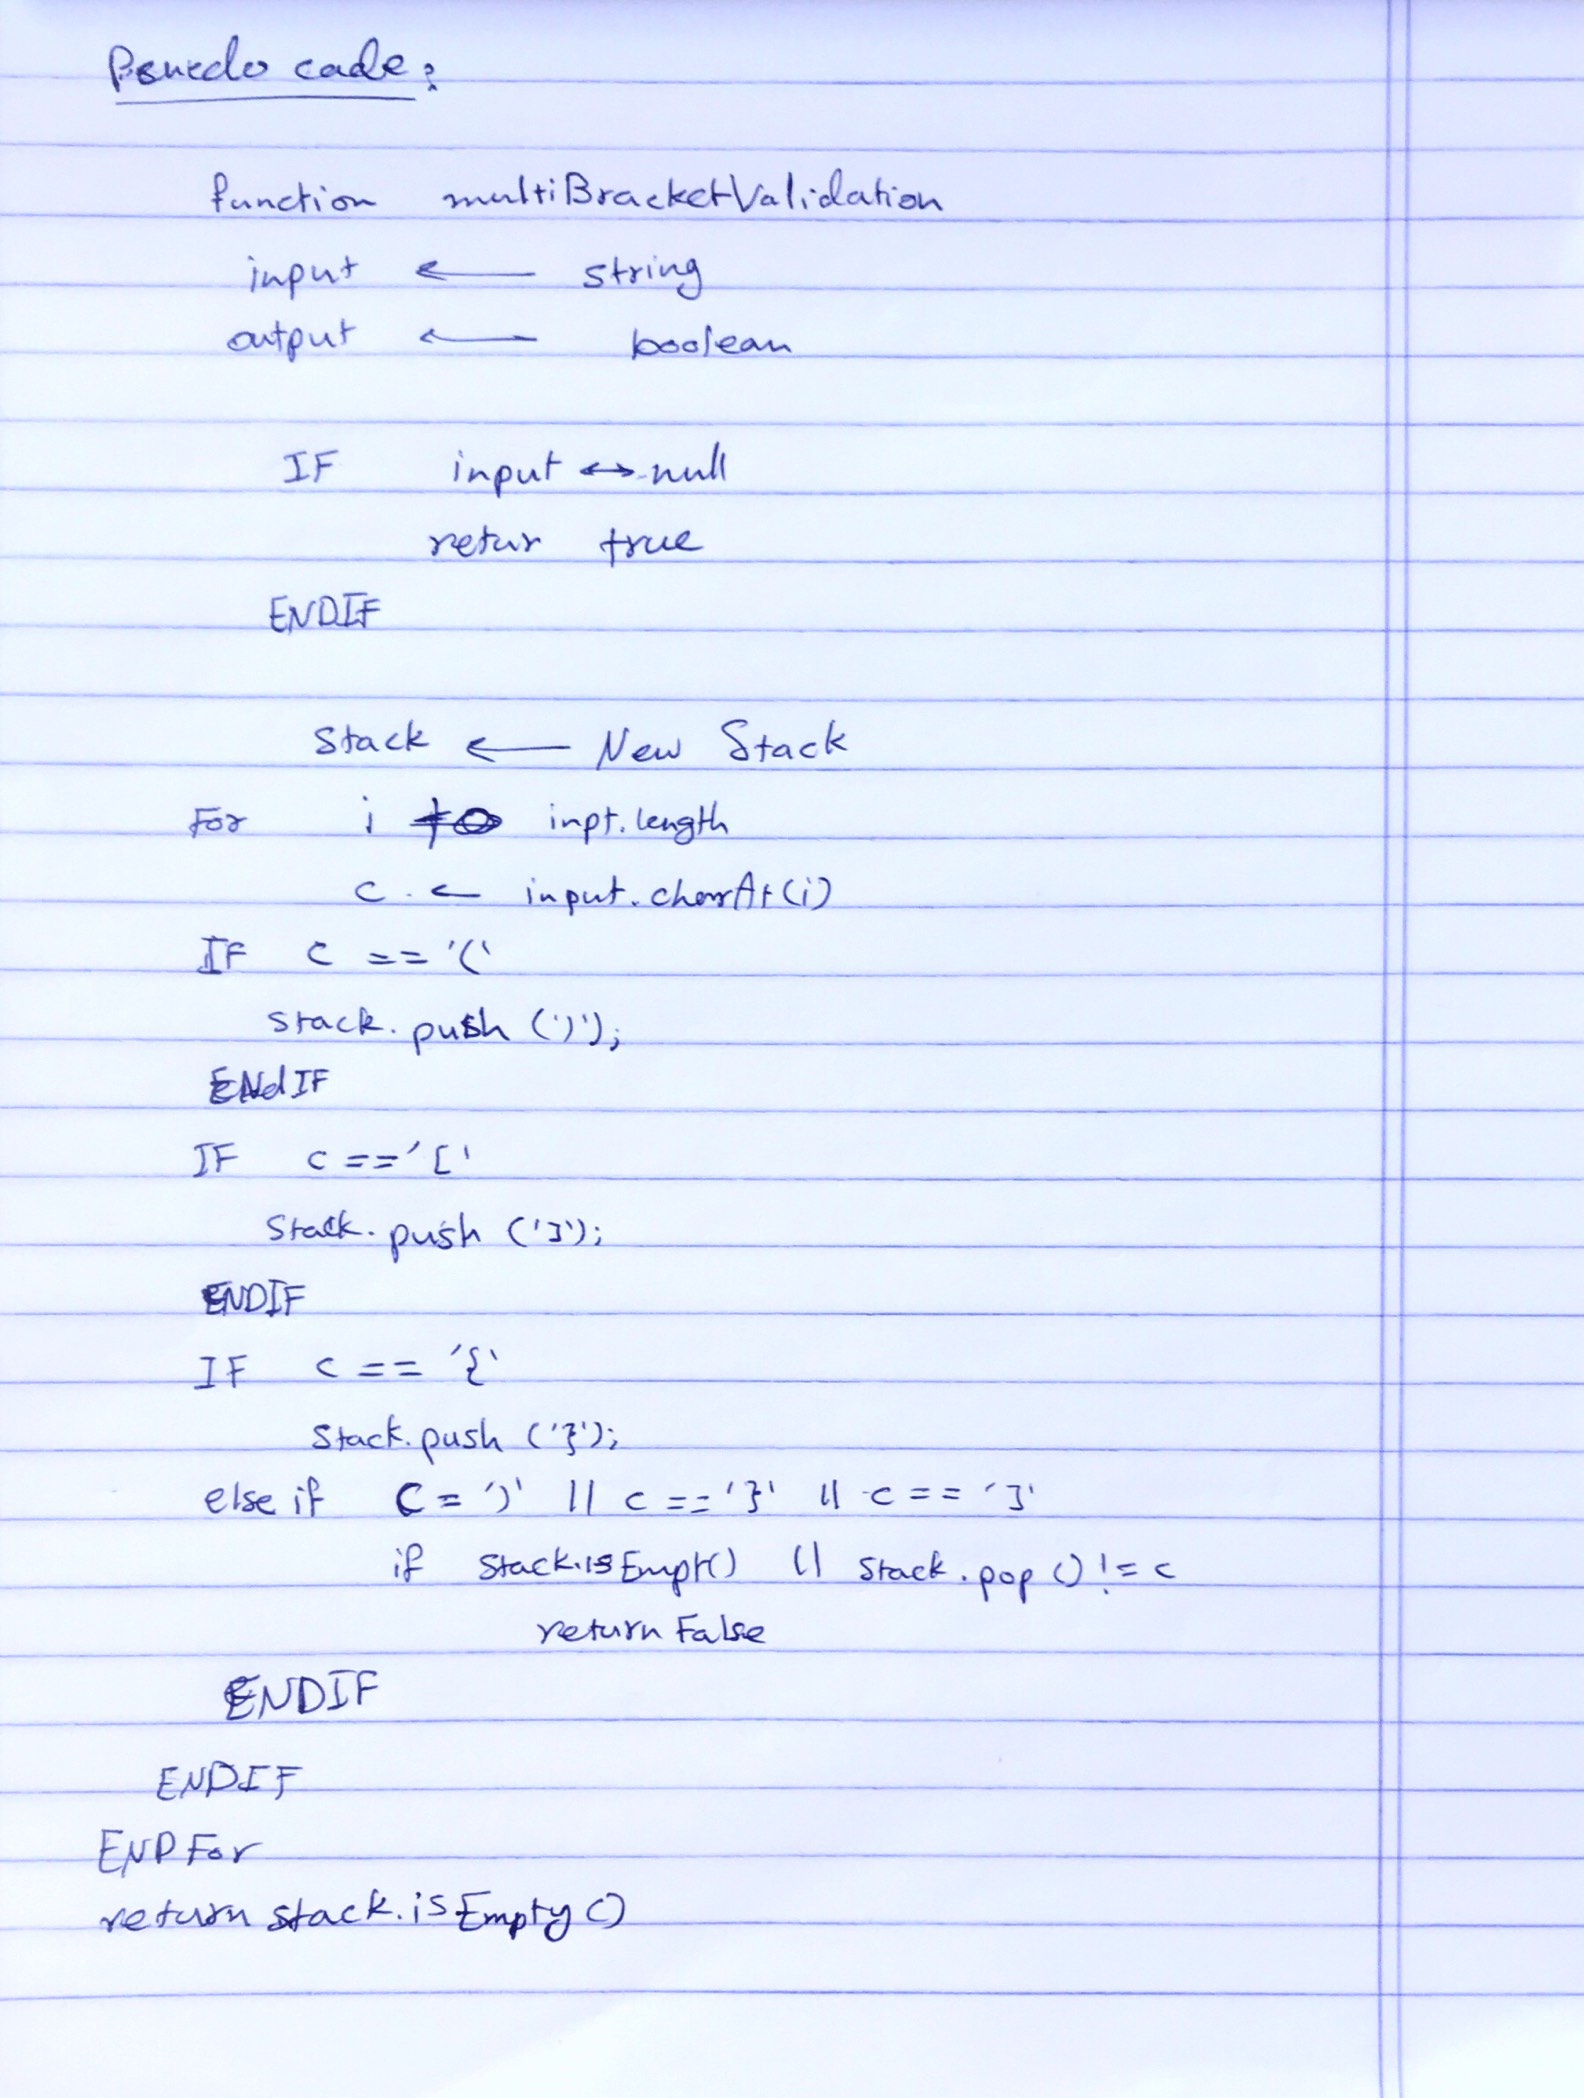 Psuedo code:
function multiBracketValidation
input ← string
output ← boolean
IF input ↔ null
retur true
ENDIF
Stack ← New Stack
For i to inpt.length
c ← input.charAt(i)
IF c == '('
stack.push (')');
ENdIF
IF c == '['
Stack.push (']');
ENDIF
IF c == '{'
Stack.push ('}');
else if C = ')' || c == '}' || c == ']'
if Stack.isEmpt() || Stack.pop() != c
return False
ENDIF
ENDIF
END For
return stack.isEmpty()